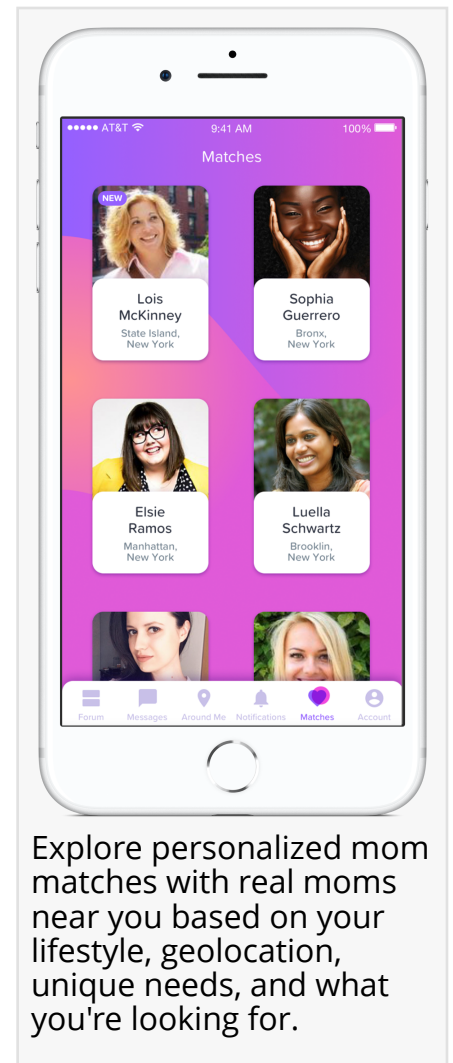 AT&T 9:41 AM 100%
Matches
NEW
Lois
McKinney
State Island,
New York
Sophia
Guerrero
Bronx,
New York
Elsie
Ramos
Manhattan,
New York
Luella
Schwartz
Brooklin,
New York
Forum Messages Around Me Notifications Matches Account
Explore personalized mom
matches with real moms
near you based on your
lifestyle, geolocation,
unique needs, and what
you're looking for.